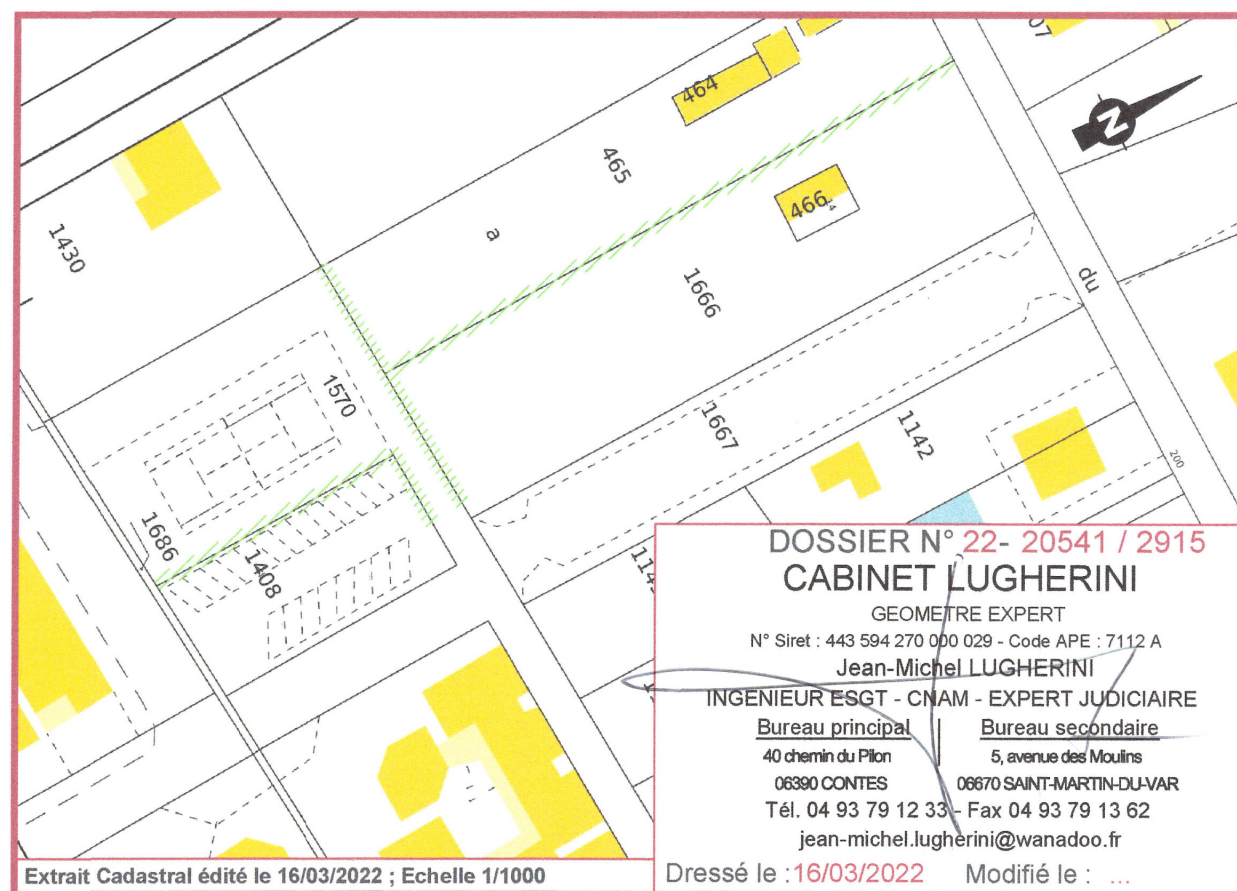 07
464
465
a
466
1430
1666
du
1570
1667
1142
200
1686
1408
N
DOSSIER N° 22- 20541 / 2915
CABINET LUGHERINI
GEOMETRE EXPERT
N° Siret : 443 594 270 000 029 - Code APE : 7112 A
Jean-Michel LUGHERINI
INGENIEUR ESGT - CNAM - EXPERT JUDICIAIRE
Bureau principal
40 chemin du Pilon
06390 CONTES
Bureau secondaire
5, avenue des Moulins
06670 SAINT-MARTIN-DU-VAR
Tél. 04 93 79 12 33 - Fax 04 93 79 13 62
jean-michel.lugherini@wanadoo.fr
Dressé le :16/03/2022 Modifié le : ...
Extrait Cadastral édité le 16/03/2022 ; Echelle 1/1000